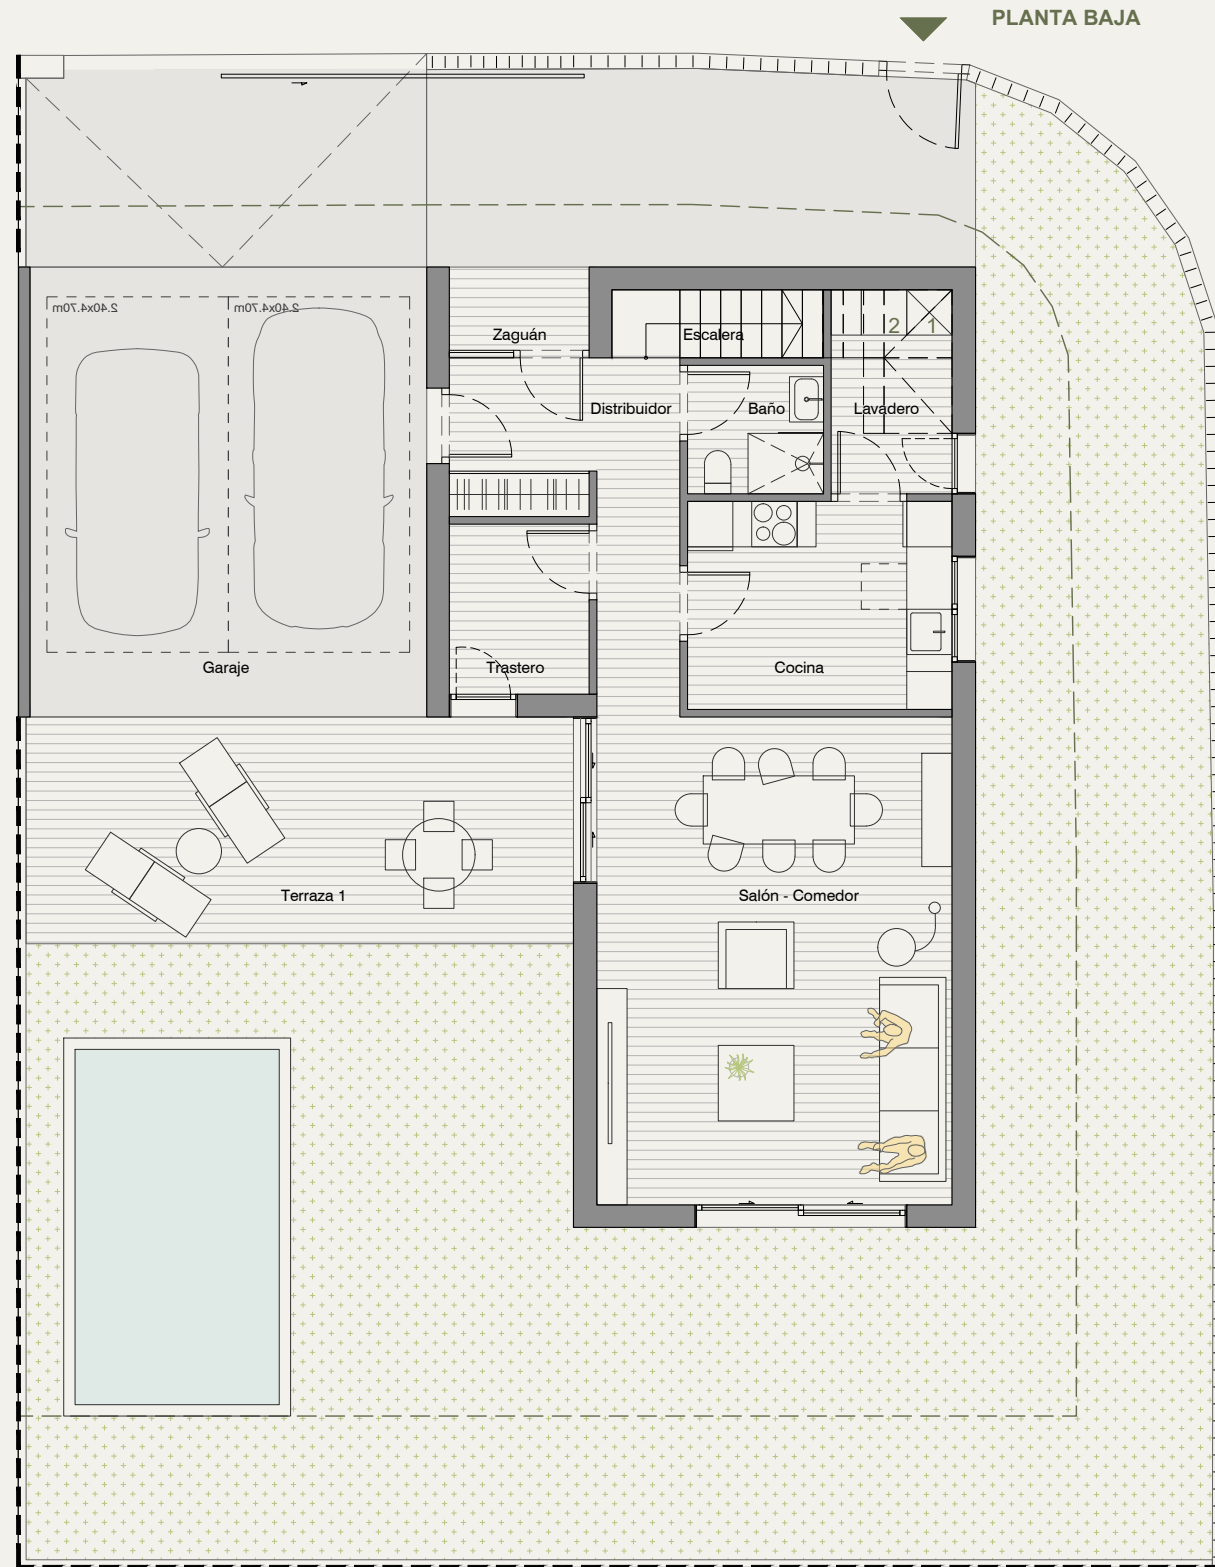 PLANTA BAJA
2.40x4.70m
2.40x4.70m
Zaguán
Escalera
2
1
Distribuidor
Baño
Lavadero
Garaje
Trastero
Cocina
Terraza 1
Salón - Comedor